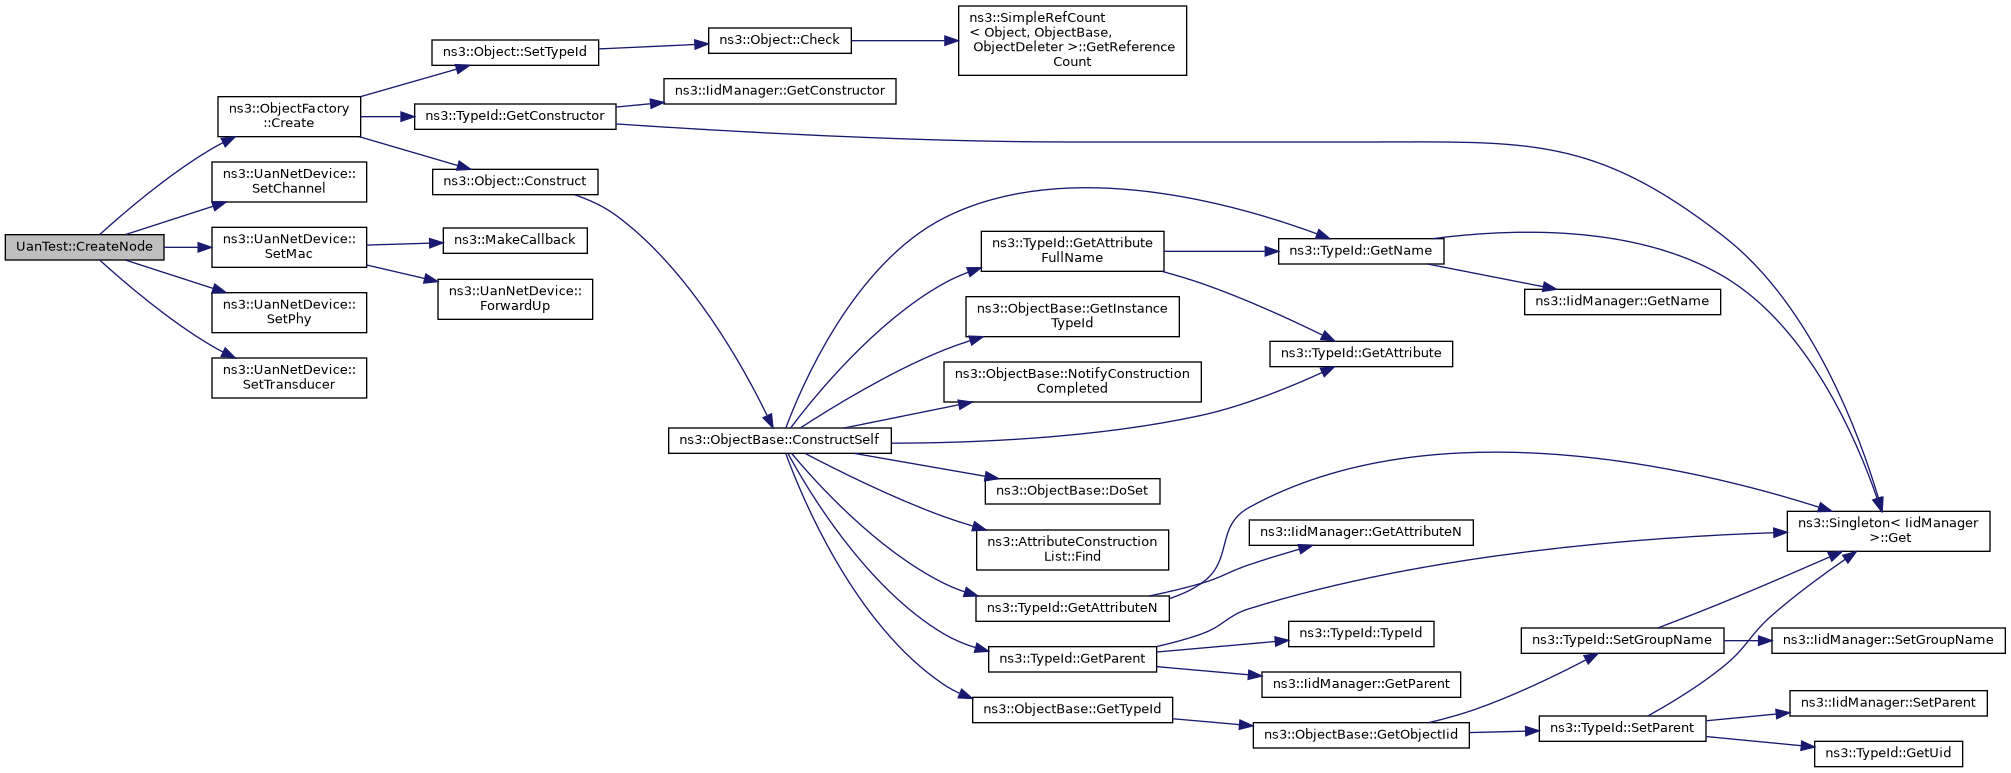 UanTest::CreateNode
ns3::ObjectFactory
::Create
ns3::UanNetDevice::
SetChannel
ns3::UanNetDevice::
SetMac
ns3::UanNetDevice::
SetPhy
ns3::UanNetDevice::
SetTransducer
ns3::Object::SetTypeId
ns3::TypeId::GetConstructor
ns3::Object::Construct
ns3::MakeCallback
ns3::UanNetDevice::
ForwardUp
ns3::Object::Check
ns3::IidManager::GetConstructor
ns3::ObjectBase::ConstructSelf
ns3::SimpleRefCount
< Object, ObjectBase,
ObjectDeleter >::GetReference
Count
ns3::TypeId::GetAttribute
FullName
ns3::ObjectBase::GetInstance
TypeId
ns3::ObjectBase::NotifyConstruction
Completed
ns3::ObjectBase::DoSet
ns3::AttributeConstruction
List::Find
ns3::TypeId::GetAttributeN
ns3::TypeId::GetParent
ns3::ObjectBase::GetTypeId
ns3::TypeId::GetName
ns3::TypeId::GetAttribute
ns3::IidManager::GetAttributeN
ns3::TypeId::TypeId
ns3::IidManager::GetParent
ns3::ObjectBase::GetObjectIid
ns3::IidManager::GetName
ns3::TypeId::SetGroupName
ns3::TypeId::SetParent
ns3::Singleton< IidManager
>::Get
ns3::IidManager::SetGroupName
ns3::IidManager::SetParent
ns3::TypeId::GetUid